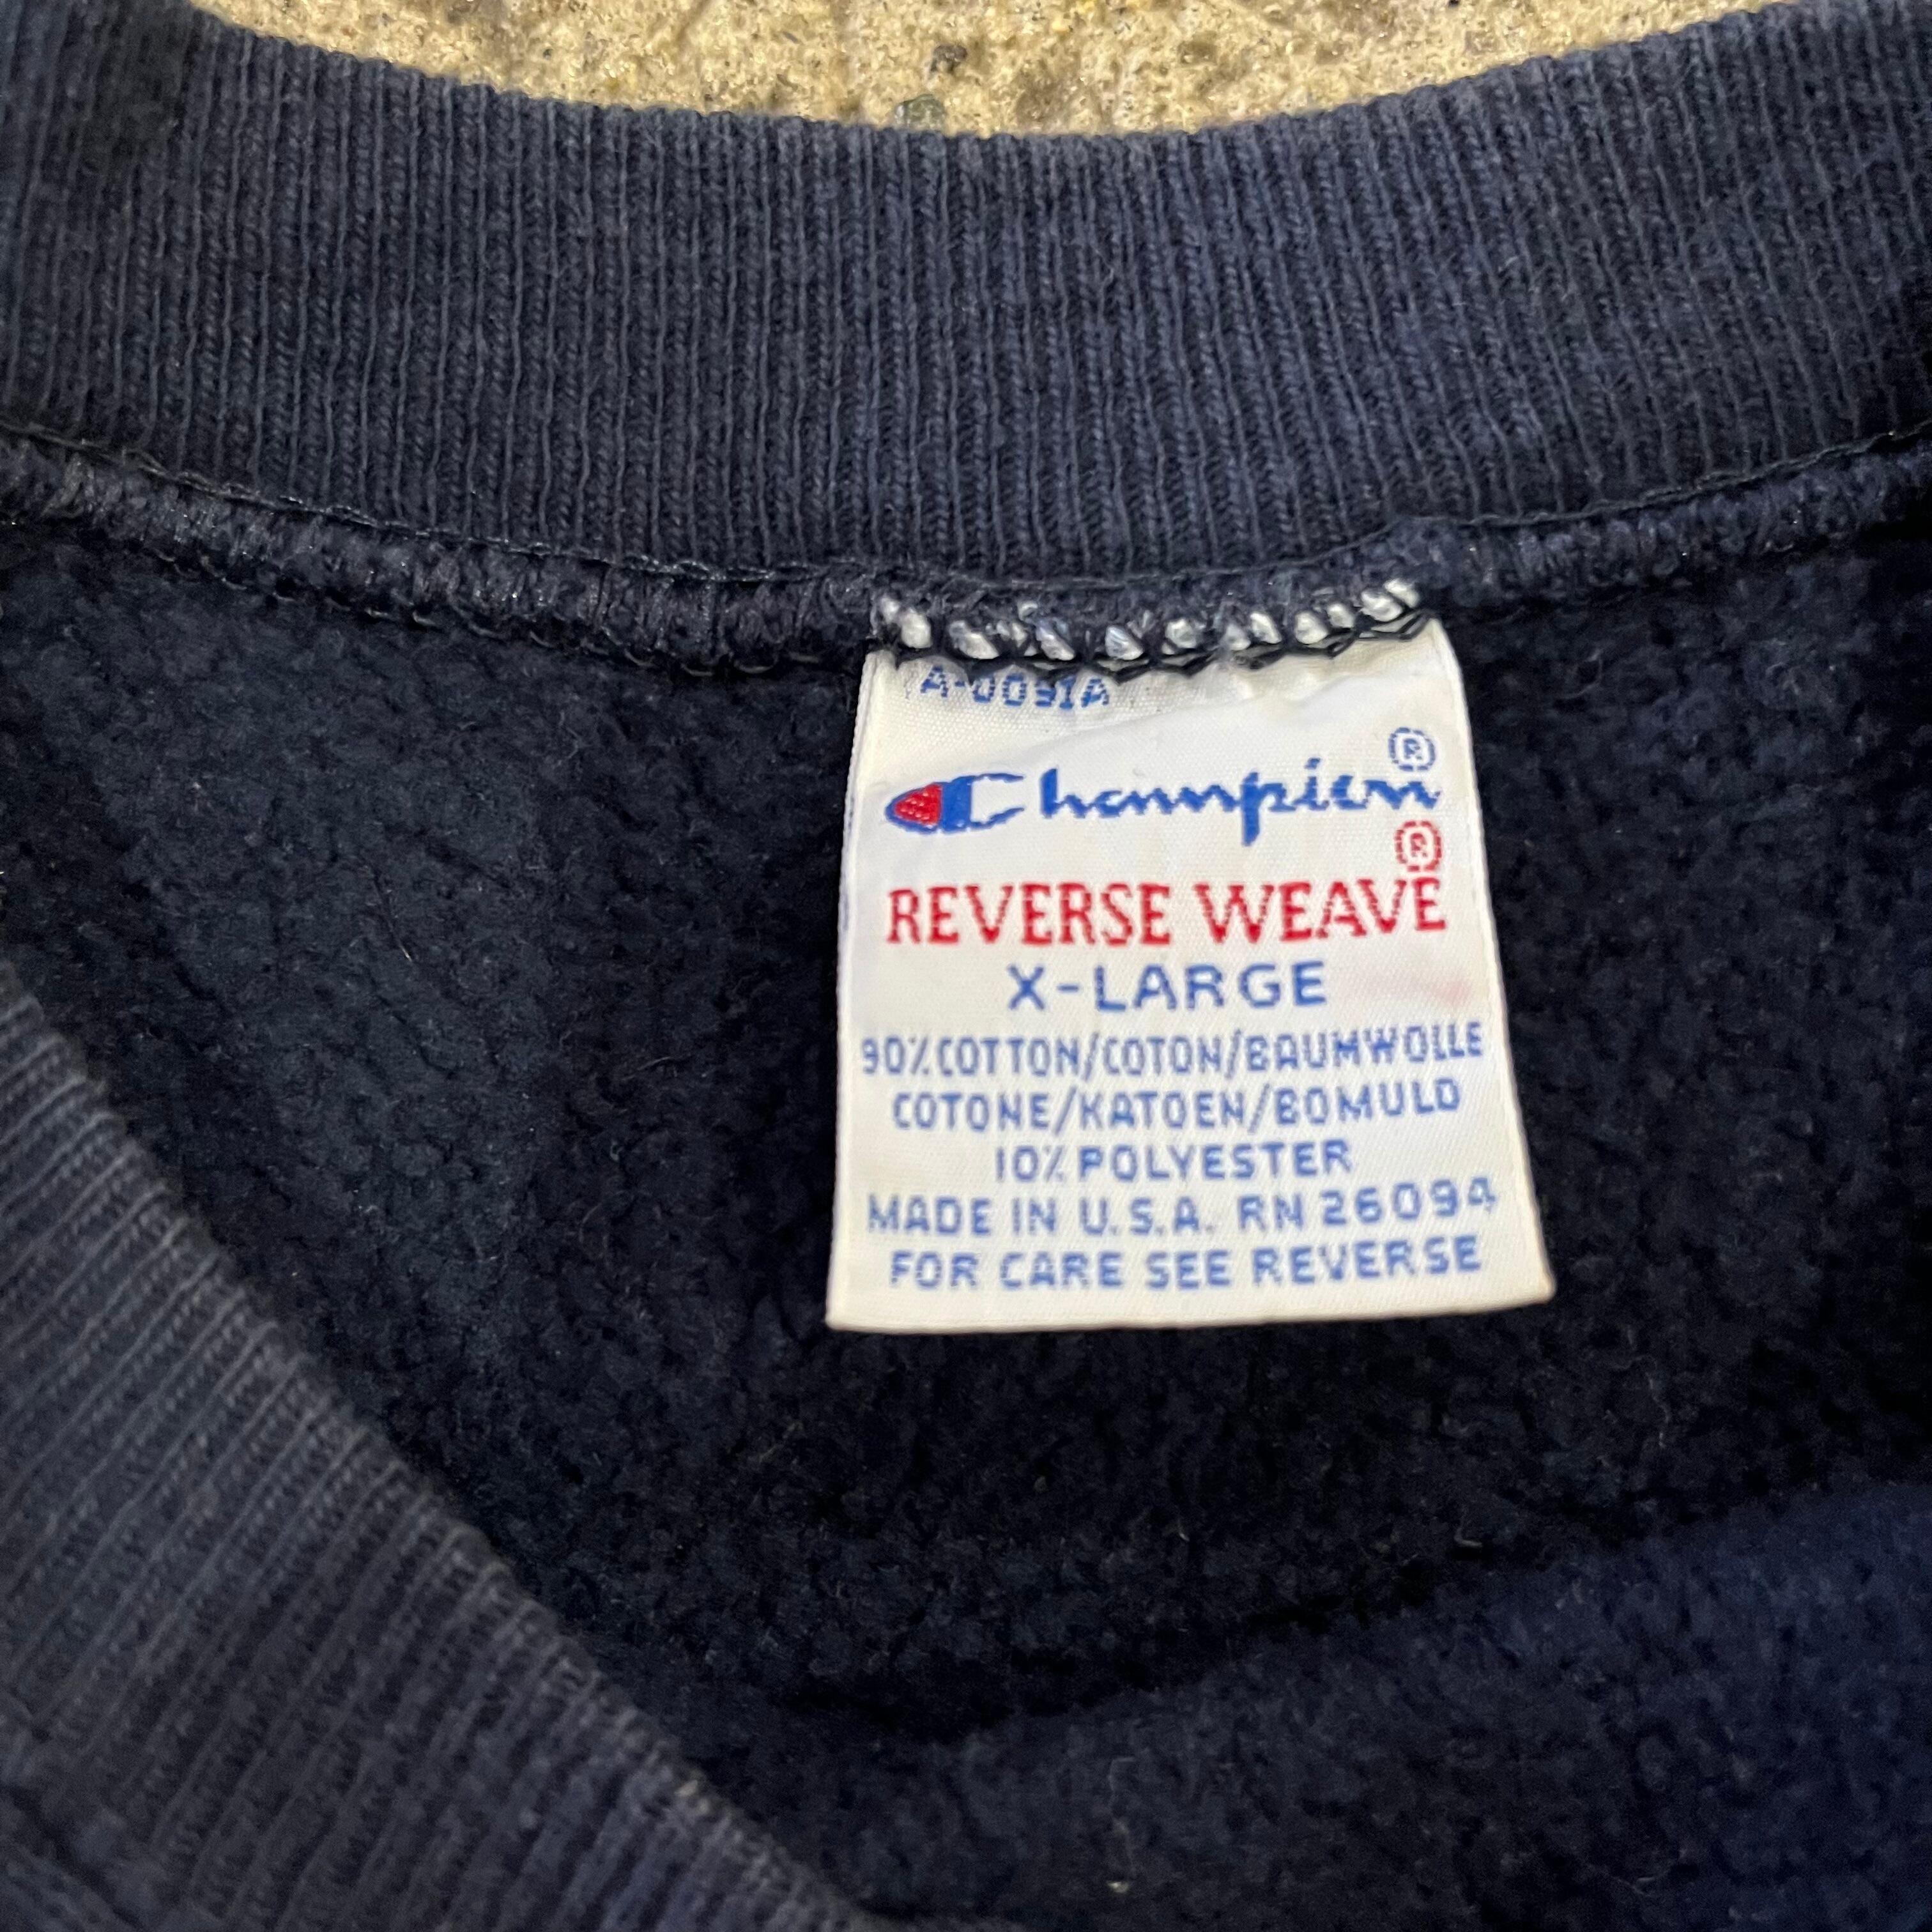 A-0091A
Champion®
®
REVERSE WEAVE
X-LARGE
90% COTTON/COTON/BAUMWOLLE
COTONE/KATOEN/BOMULD
10% POLYESTER
MADE IN U.S.A. RN 26094
FOR CARE SEE REVERSE